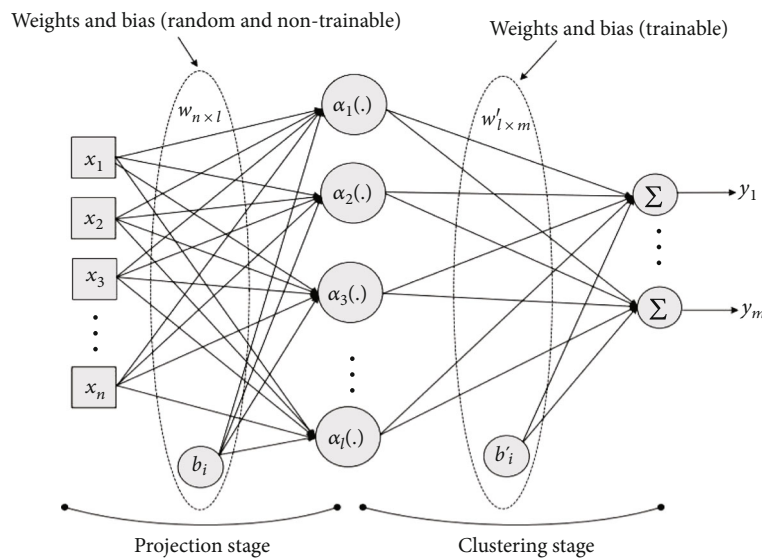 Weights and bias (random and non-trainable)
Weights and bias (trainable)
w_{n × l}
w'_{l × m}
α_1(.)
α_2(.)
α_3(.)
α_l(.)
x_1
x_2
x_3
x_n
b_i
b'_i
Σ
y_1
Σ
y_m
Projection stage
Clustering stage